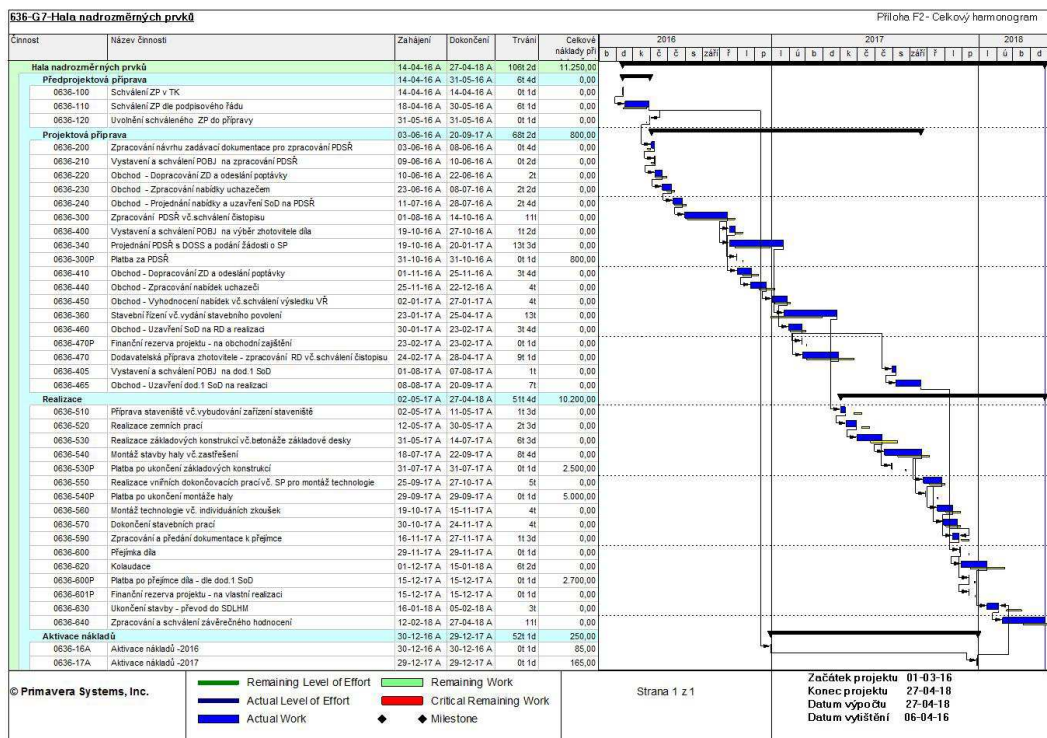 636-G7-Hala nadrozměrných prvků
Příloha F2 - Celkový harmonogram
Činnost Název činnosti Zahájení Dokončení Trvání Celkové náklady při 2016 2017 2018
b d č č s září ř l p l ú b d k č č s září ř l p l ú b d
Hala nadrozměrných prvků 14-04-16 A 27-04-18 A 106t 2d 11.250,00
Předprojektová příprava 14-04-16 A 31-05-16 A 6t 4d 0,00
0636-100 Schválení ZP v TK 14-04-16 A 14-04-16 A 0t 1d 0,00
0636-110 Schválení ZP dle podpisového řádu 18-04-16 A 30-05-16 A 6t 1d 0,00
0636-120 Uvolnění schváleného ZP do přípravy 31-05-16 A 31-05-16 A 0t 1d 0,00
Projektová příprava 03-06-16 A 20-09-17 A 68t 2d 800,00
0636-200 Zpracování návrhu zadávací dokumentace pro zpracování PDSŘ 03-06-16 A 08-06-16 A 0t 4d 0,00
0636-210 Vystavení a schválení POBJ na zpracování PDSŘ 09-06-16 A 10-06-16 A 0t 2d 0,00
0636-220 Obchod - Dopracování ZD a odeslání poptávky 10-06-16 A 22-06-16 A 2t 0,00
0636-230 Obchod - Zpracování nabídky uchazečem 23-06-16 A 08-07-16 A 2t 2d 0,00
0636-240 Obchod - Projednání nabídky a uzavření SoD na PDSŘ 11-07-16 A 28-07-16 A 2t 4d 0,00
0636-300 Zpracování PDSŘ vč.schválení čistopisu 01-08-16 A 14-10-16 A 11t 0,00
0636-400 Vystavení a schválení POBJ na výběr zhotovitele díla 19-10-16 A 27-10-16 A 1t 2d 0,00
0636-340 Projednání PDSŘ s DOSS a podání žádosti o SP 19-10-16 A 20-01-17 A 13t 3d 0,00
0636-300P Platba za PDSŘ 31-10-16 A 31-10-16 A 0t 1d 800,00
0636-410 Obchod - Dopracování ZD a odeslání poptávky 01-11-16 A 25-11-16 A 3t 4d 0,00
0636-440 Obchod - Zpracování nabídek uchazeči 25-11-16 A 22-12-16 A 4t 0,00
0636-450 Obchod - Vyhodnocení nabídek vč.schválení výsledku VŘ 02-01-17 A 27-01-17 A 4t 0,00
0636-360 Stavební řízení vč.vydání stavebního povolení 23-01-17 A 25-04-17 A 13t 0,00
0636-460 Obchod - Uzavření SoD na RD a realizaci 30-01-17 A 23-02-17 A 3t 4d 0,00
0636-470P Finanční rezerva projektu - na obchodní zajištění 23-02-17 A 23-02-17 A 0t 1d 0,00
0636-470 Dodavatelská příprava zhotovitele - zpracování RD vč.schválení čistopisu 24-02-17 A 28-04-17 A 9t 1d 0,00
0636-405 Vystavení a schválení POBJ na dod.1 SoD 01-08-17 A 07-08-17 A 1t 0,00
0636-465 Obchod - Uzavření dod.1 SoD na realizaci 08-08-17 A 20-09-17 A 7t 0,00
Realizace 02-05-17 A 27-04-18 A 51t 4d 10.200,00
0636-510 Příprava staveniště vč.vybudování zařízení staveniště 02-05-17 A 11-05-17 A 1t 3d 0,00
0636-520 Realizace zemních prací 12-05-17 A 30-05-17 A 2t 3d 0,00
0636-530 Realizace základových konstrukcí vč.betonáže základové desky 31-05-17 A 14-07-17 A 6t 3d 0,00
0636-540 Montáž stavby haly vč.zastřešení 18-07-17 A 22-09-17 A 8t 4d 0,00
0636-530P Platba po ukončení základových konstrukcí 31-07-17 A 31-07-17 A 0t 1d 2.500,00
0636-550 Realizace vnířních dokončovacích prací vč. SP pro montáž technologie 25-09-17 A 27-10-17 A 5t 0,00
0636-540P Platba po ukončení montáže haly 29-09-17 A 29-09-17 A 0t 1d 5.000,00
0636-560 Montáž technologie vč. individuáních zkoušek 19-10-17 A 15-11-17 A 4t 0,00
0636-570 Dokončení stavebních prací 30-10-17 A 24-11-17 A 4t 0,00
0636-590 Zpracování a předání dokumentace k přejímce 16-11-17 A 27-11-17 A 1t 3d 0,00
0636-600 Přejímka díla 29-11-17 A 29-11-17 A 0t 1d 0,00
0636-620 Kolaudace 01-12-17 A 15-01-18 A 6t 2d 0,00
0636-600P Platba po přejímce díla - dle dod.1 SoD 15-12-17 A 15-12-17 A 0t 1d 2.700,00
0636-601P Finanční rezerva projektu - na vlastní realizaci 15-12-17 A 15-12-17 A 0t 1d 0,00
0636-630 Ukončení stavby - převod do SDLHM 16-01-18 A 05-02-18 A 3t 0,00
0636-640 Zpracování a schválení závěrečného hodnocení 12-02-18 A 27-04-18 A 11t 0,00
Aktivace nákladů 30-12-16 A 29-12-17 A 52t 1d 250,00
0636-16A Aktivace nákladů -2016 30-12-16 A 30-12-16 A 0t 1d 85,00
0636-17A Aktivace nákladů -2017 29-12-17 A 29-12-17 A 0t 1d 165,00
© Primavera Systems, Inc.
Remaining Level of Effort Remaining Work
Actual Level of Effort Critical Remaining Work
Actual Work Milestone
Strana 1 z 1
Začátek projektu 01-03-16
Konec projektu 27-04-18
Datum výpočtu 27-04-18
Datum vytištění 06-04-16